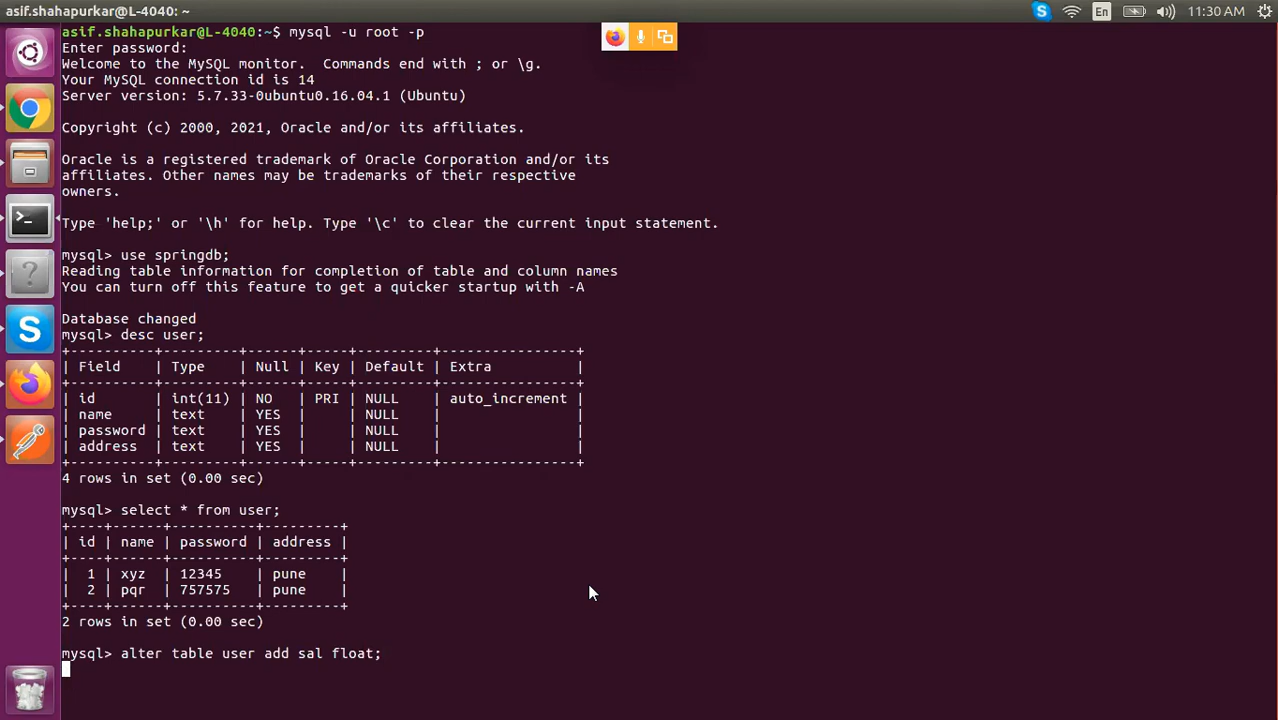 asif.shahapurkar@L-4040: ~
En
11:30 AM
asif.shahapurkar@L-4040:~$ mysql -u root -p
Enter password:
Welcome to the MySQL monitor.  Commands end with ; or \g.
Your MySQL connection id is 14
Server version: 5.7.33-0ubuntu0.16.04.1 (Ubuntu)
Copyright (c) 2000, 2021, Oracle and/or its affiliates.
Oracle is a registered trademark of Oracle Corporation and/or its
affiliates. Other names may be trademarks of their respective
owners.
Type 'help;' or '\h' for help. Type '\c' to clear the current input statement.
mysql> use springdb;
Reading table information for completion of table and column names
You can turn off this feature to get a quicker startup with -A
Database changed
mysql> desc user;
+----------+---------+------+-----+---------+----------------+
| Field    | Type    | Null | Key | Default | Extra          |
+----------+---------+------+-----+---------+----------------+
| id       | int(11) | NO   | PRI | NULL    | auto_increment |
| name     | text    | YES  |     | NULL    |                |
| password | text    | YES  |     | NULL    |                |
| address  | text    | YES  |     | NULL    |                |
+----------+---------+------+-----+---------+----------------+
4 rows in set (0.00 sec)
mysql> select * from user;
+----+------+----------+---------+
| id | name | password | address |
+----+------+----------+---------+
|  1 | xyz  | 12345    | pune    |
|  2 | pqr  | 757575   | pune    |
+----+------+----------+---------+
2 rows in set (0.00 sec)
mysql> alter table user add sal float;